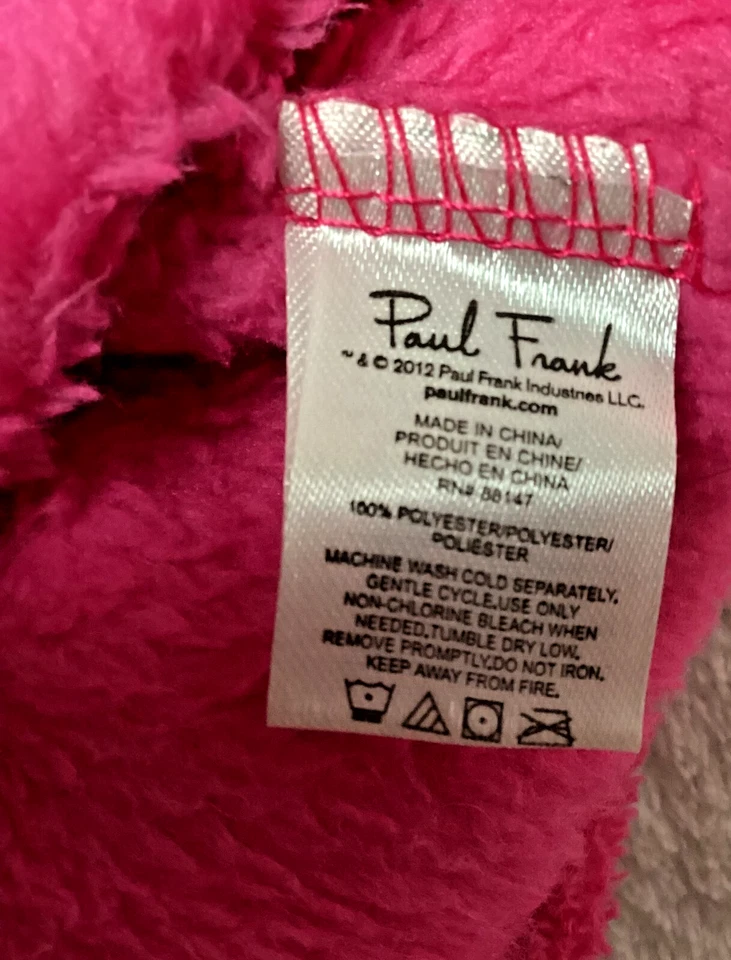 Paul Frank
™ & © 2012 Paul Frank Industries LLC.
paulfrank.com
MADE IN CHINA/
PRODUIT EN CHINE/
HECHO EN CHINA
RN# 88147
100% POLYESTER/POLYESTER/
POLIÉSTER
MACHINE WASH COLD SEPARATELY.
GENTLE CYCLE.USE ONLY
NON-CHLORINE BLEACH WHEN
NEEDED.TUMBLE DRY LOW.
REMOVE PROMPTLY.DO NOT IRON.
KEEP AWAY FROM FIRE.